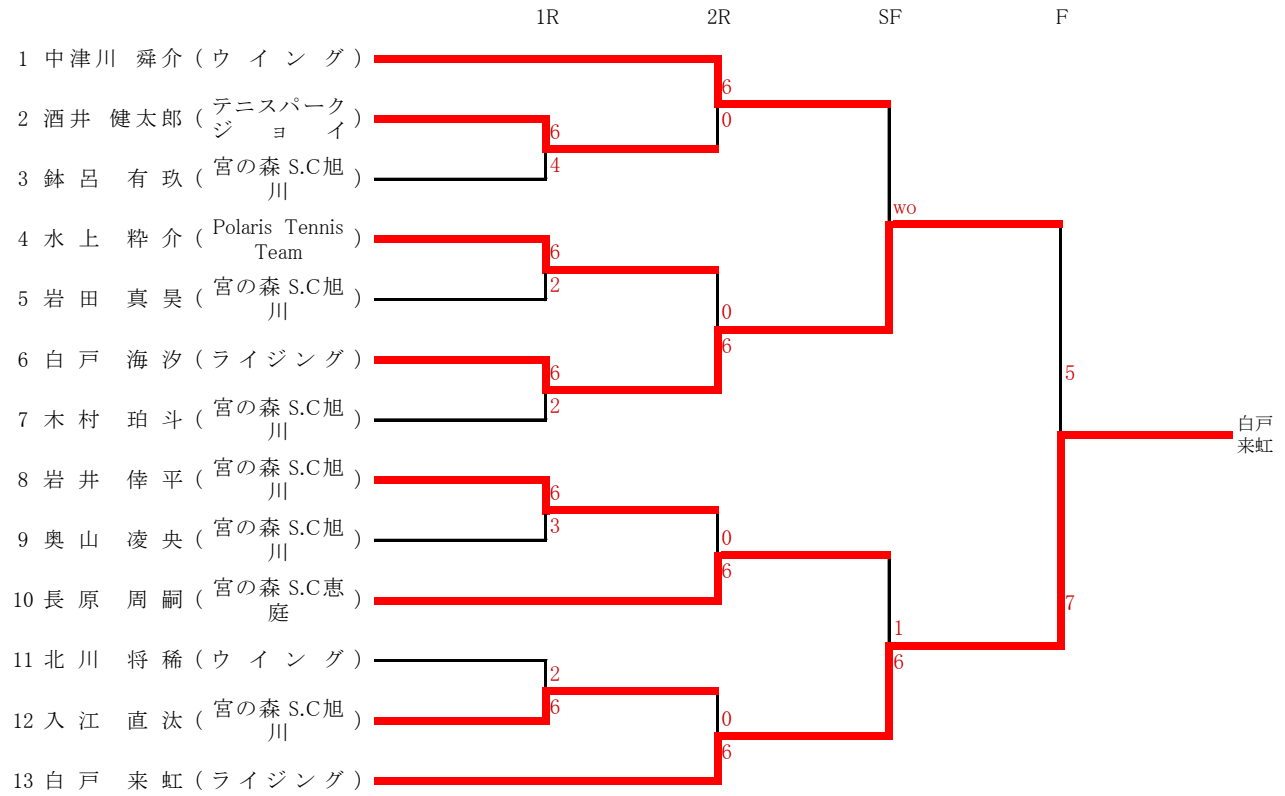 1R 2R SF F
1 中津川 舜介 ( ウイング )
6
2 酒井 健太郎 ( テニスパーク
ジョイ )
0
6
4
3 鉢呂 有玖 ( 宮の森 S.C旭
川 )
wo
4 水上 粋介 ( Polaris Tennis
Team )
6
2
5 岩田 真昊 ( 宮の森 S.C旭
川 )
0
6
6 白戸 海汐 ( ライジング )
6
2
5
7 木村 珀斗 ( 宮の森 S.C旭
川 )
白戸
来虹
8 岩井 倖平 ( 宮の森 S.C旭
川 )
6
3
9 奥山 凌央 ( 宮の森 S.C旭
川 )
0
6
10 長原 周嗣 ( 宮の森 S.C恵
庭 )
7
1
6
11 北川 将稀 ( ウイング )
2
6
12 入江 直汰 ( 宮の森 S.C旭
川 )
0
6
13 白戸 来虹 ( ライジング )